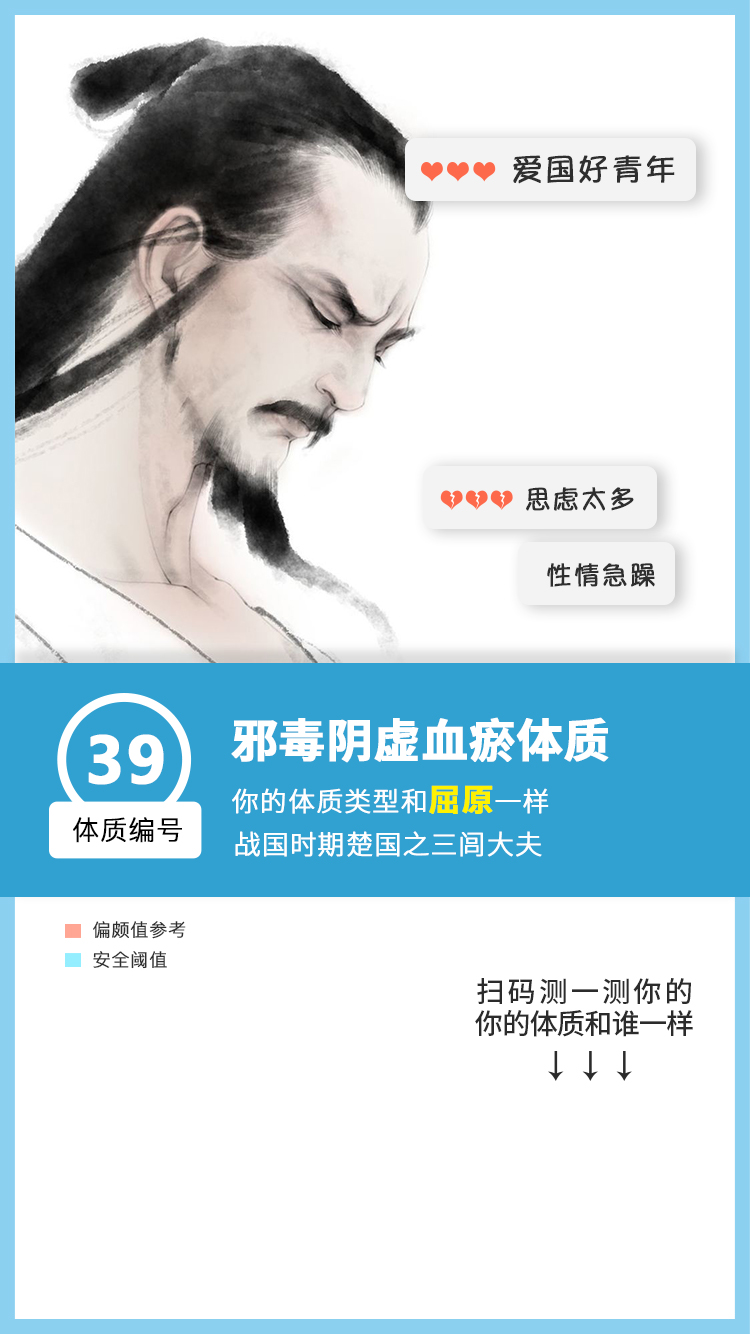 爱国好青年
思虑太多
性情急躁
39
体质编号
邪毒阴虚血瘀体质
你的体质类型和屈原一样
战国时期楚国之三闾大夫
偏颇值参考
安全阈值
扫码测一测你的
你的体质和谁一样
↓ ↓ ↓